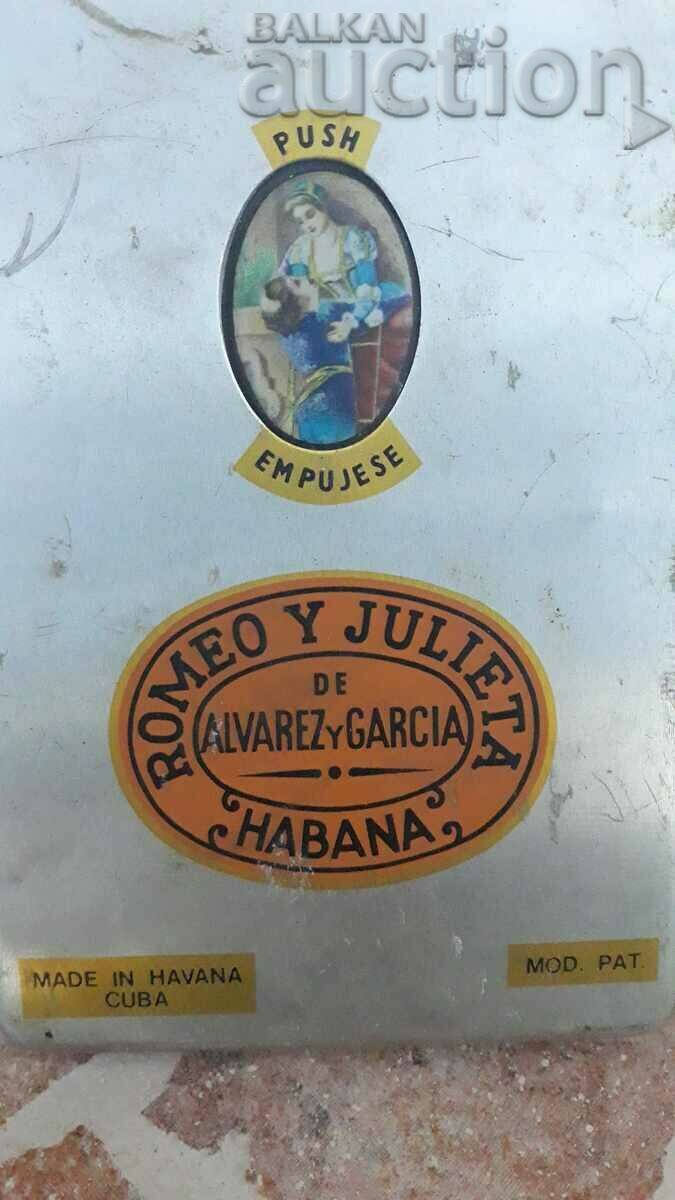 BALKAN
auction
PUSH
EMPUJESE
ROMEO Y JULIETA
DE
ALVAREZ Y GARCIA
HABANA
MADE IN HAVANA
CUBA
MOD. PAT.